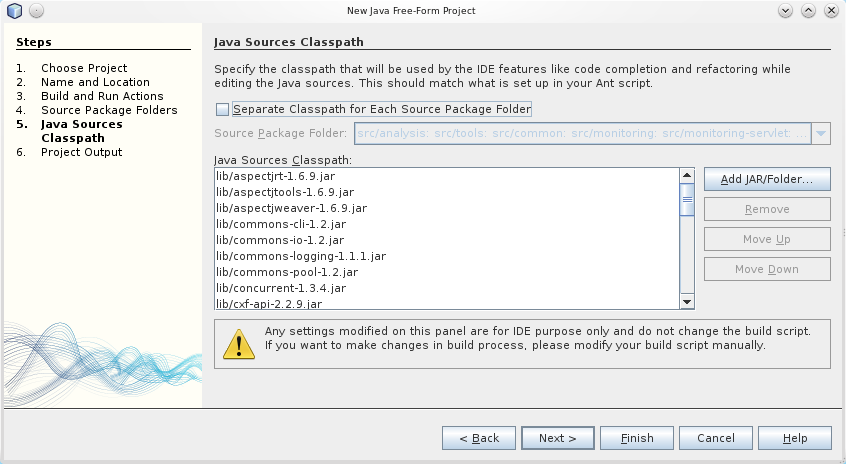 New Java Free-Form Project
Steps
1. Choose Project
2. Name and Location
3. Build and Run Actions
4. Source Package Folders
5. Java Sources
Classpath
6. Project Output
Java Sources Classpath
Specify the classpath that will be used by the IDE features like code completion and refactoring while
editing the Java sources. This should match what is set up in your Ant script.
Separate Classpath for Each Source Package Folder
Source Package Folder: src/analysis: src/tools: src/common: src/monitoring: src/monitoring-servlet: ...
Java Sources Classpath:
lib/aspectjrt-1.6.9.jar
lib/aspectjtools-1.6.9.jar
lib/aspectjweaver-1.6.9.jar
lib/commons-cli-1.2.jar
lib/commons-io-1.2.jar
lib/commons-logging-1.1.1.jar
lib/commons-pool-1.2.jar
lib/concurrent-1.3.4.jar
lib/cxf-api-2.2.9.jar
Add JAR/Folder...
Remove
Move Up
Move Down
Any settings modified on this panel are for IDE purpose only and do not change the build script.
If you want to make changes in build process, please modify your build script manually.
< Back
Next >
Finish
Cancel
Help